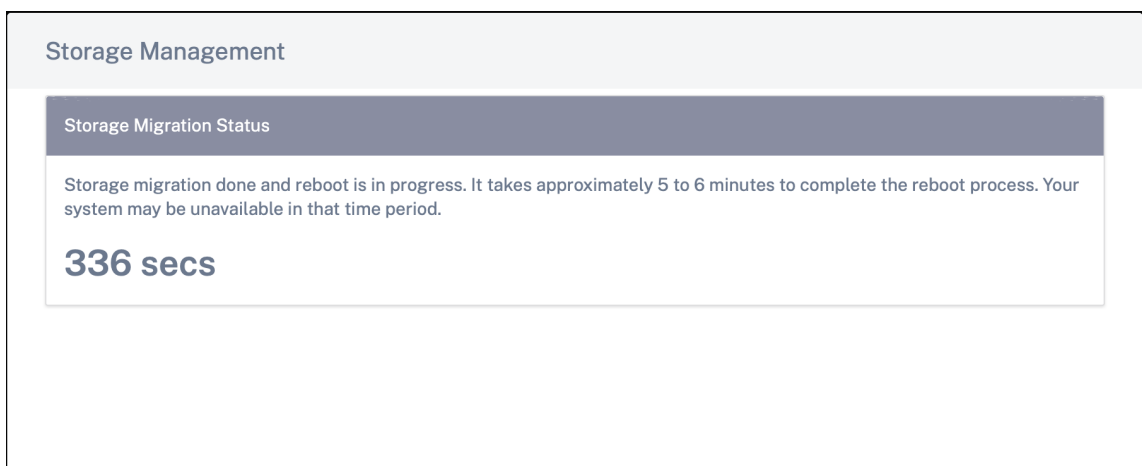 Storage Management
Storage Migration Status
Storage migration done and reboot is in progress. It takes approximately 5 to 6 minutes to complete the reboot process. Your
system may be unavailable in that time period.
336 secs